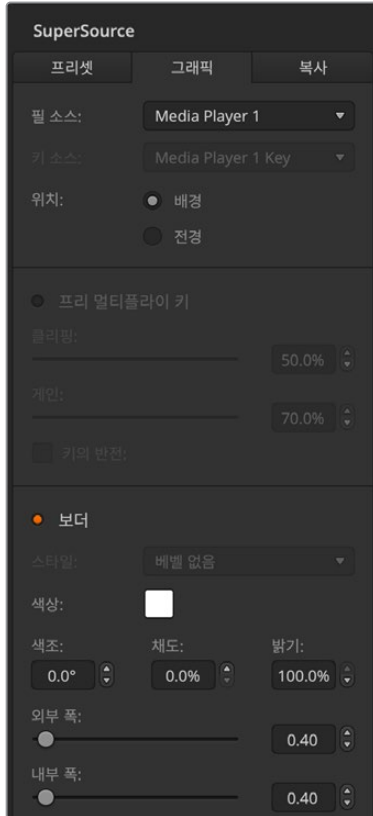 SuperSource
프리셋 그래픽 복사
필 소스: Media Player 1
키 소스: Media Player 1 Key
위치: 배경
전경
프리 멀티플라이 키
클리핑:
50.0%
게인:
70.0%
키의 반전:
보더
스타일: 베벨 없음
색상:
색조: 채도: 밝기:
0.0° 0.0% 100.0%
외부 폭:
0.40
내부 폭:
0.40